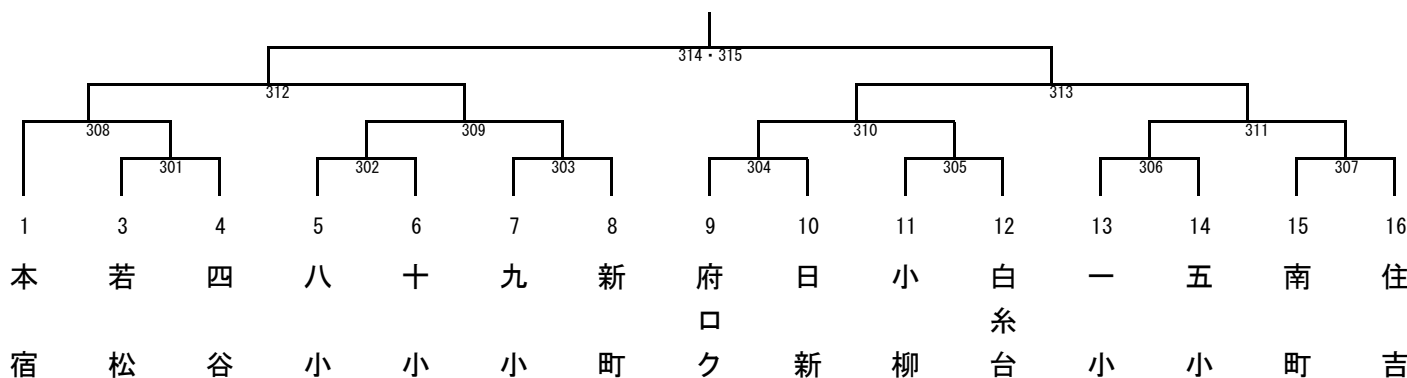 314・315
312 313
308 309 310 311
301 302 303 304 305 306 307
1 3 4 5 6 7 8 9 10 11 12 13 14 15 16
本宿
若松
四谷
八小
十小
九小
新町
府ロク
日新
小柳
白糸台
一小
五小
南町
住吉